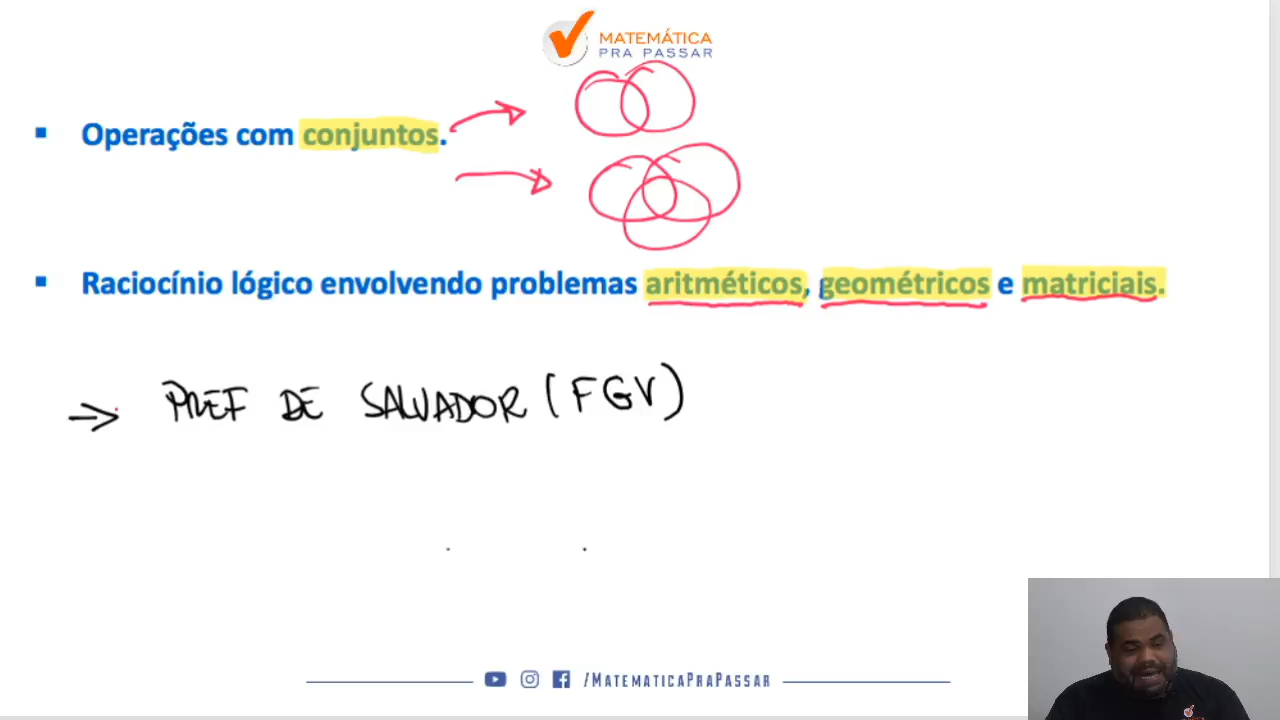 MATEMÁTICA
PRA PASSAR
▪ Operações com conjuntos.
▪ Raciocínio lógico envolvendo problemas aritméticos, geométricos e matriciais.
⇒ PREF DE SALVADOR (FGV)
/MATEMATICAPRAPASSAR